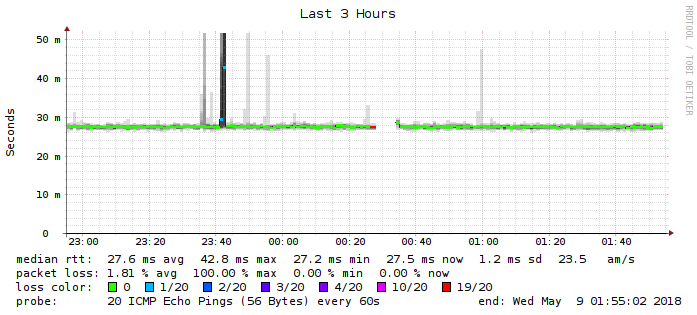 Last 3 Hours
RRDTOOL / TOBI OETIKER
Seconds
50 m
40 m
30 m
20 m
10 m
0
23:00 23:20 23:40 00:00 00:20 00:40 01:00 01:20 01:40
median rtt: 27.6 ms avg 42.8 ms max 27.2 ms min 27.5 ms now 1.2 ms sd 23.5 am/s
packet loss: 1.81 % avg 100.00 % max 0.00 % min 0.00 % now
loss color: 0 1/20 2/20 3/20 4/20 10/20 19/20
probe: 20 ICMP Echo Pings (56 Bytes) every 60s end: Wed May 9 01:55:02 2018